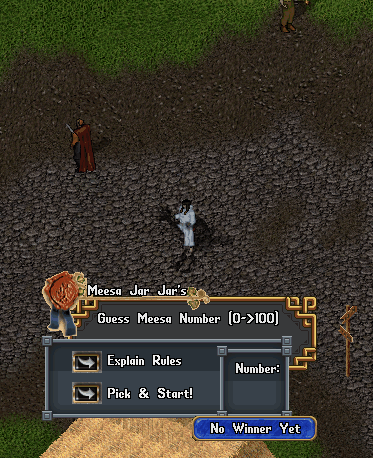 Meesa Jar Jar's
Guess Meesa Number (0->100)
Explain Rules
Number:
Pick & Start!
No Winner Yet